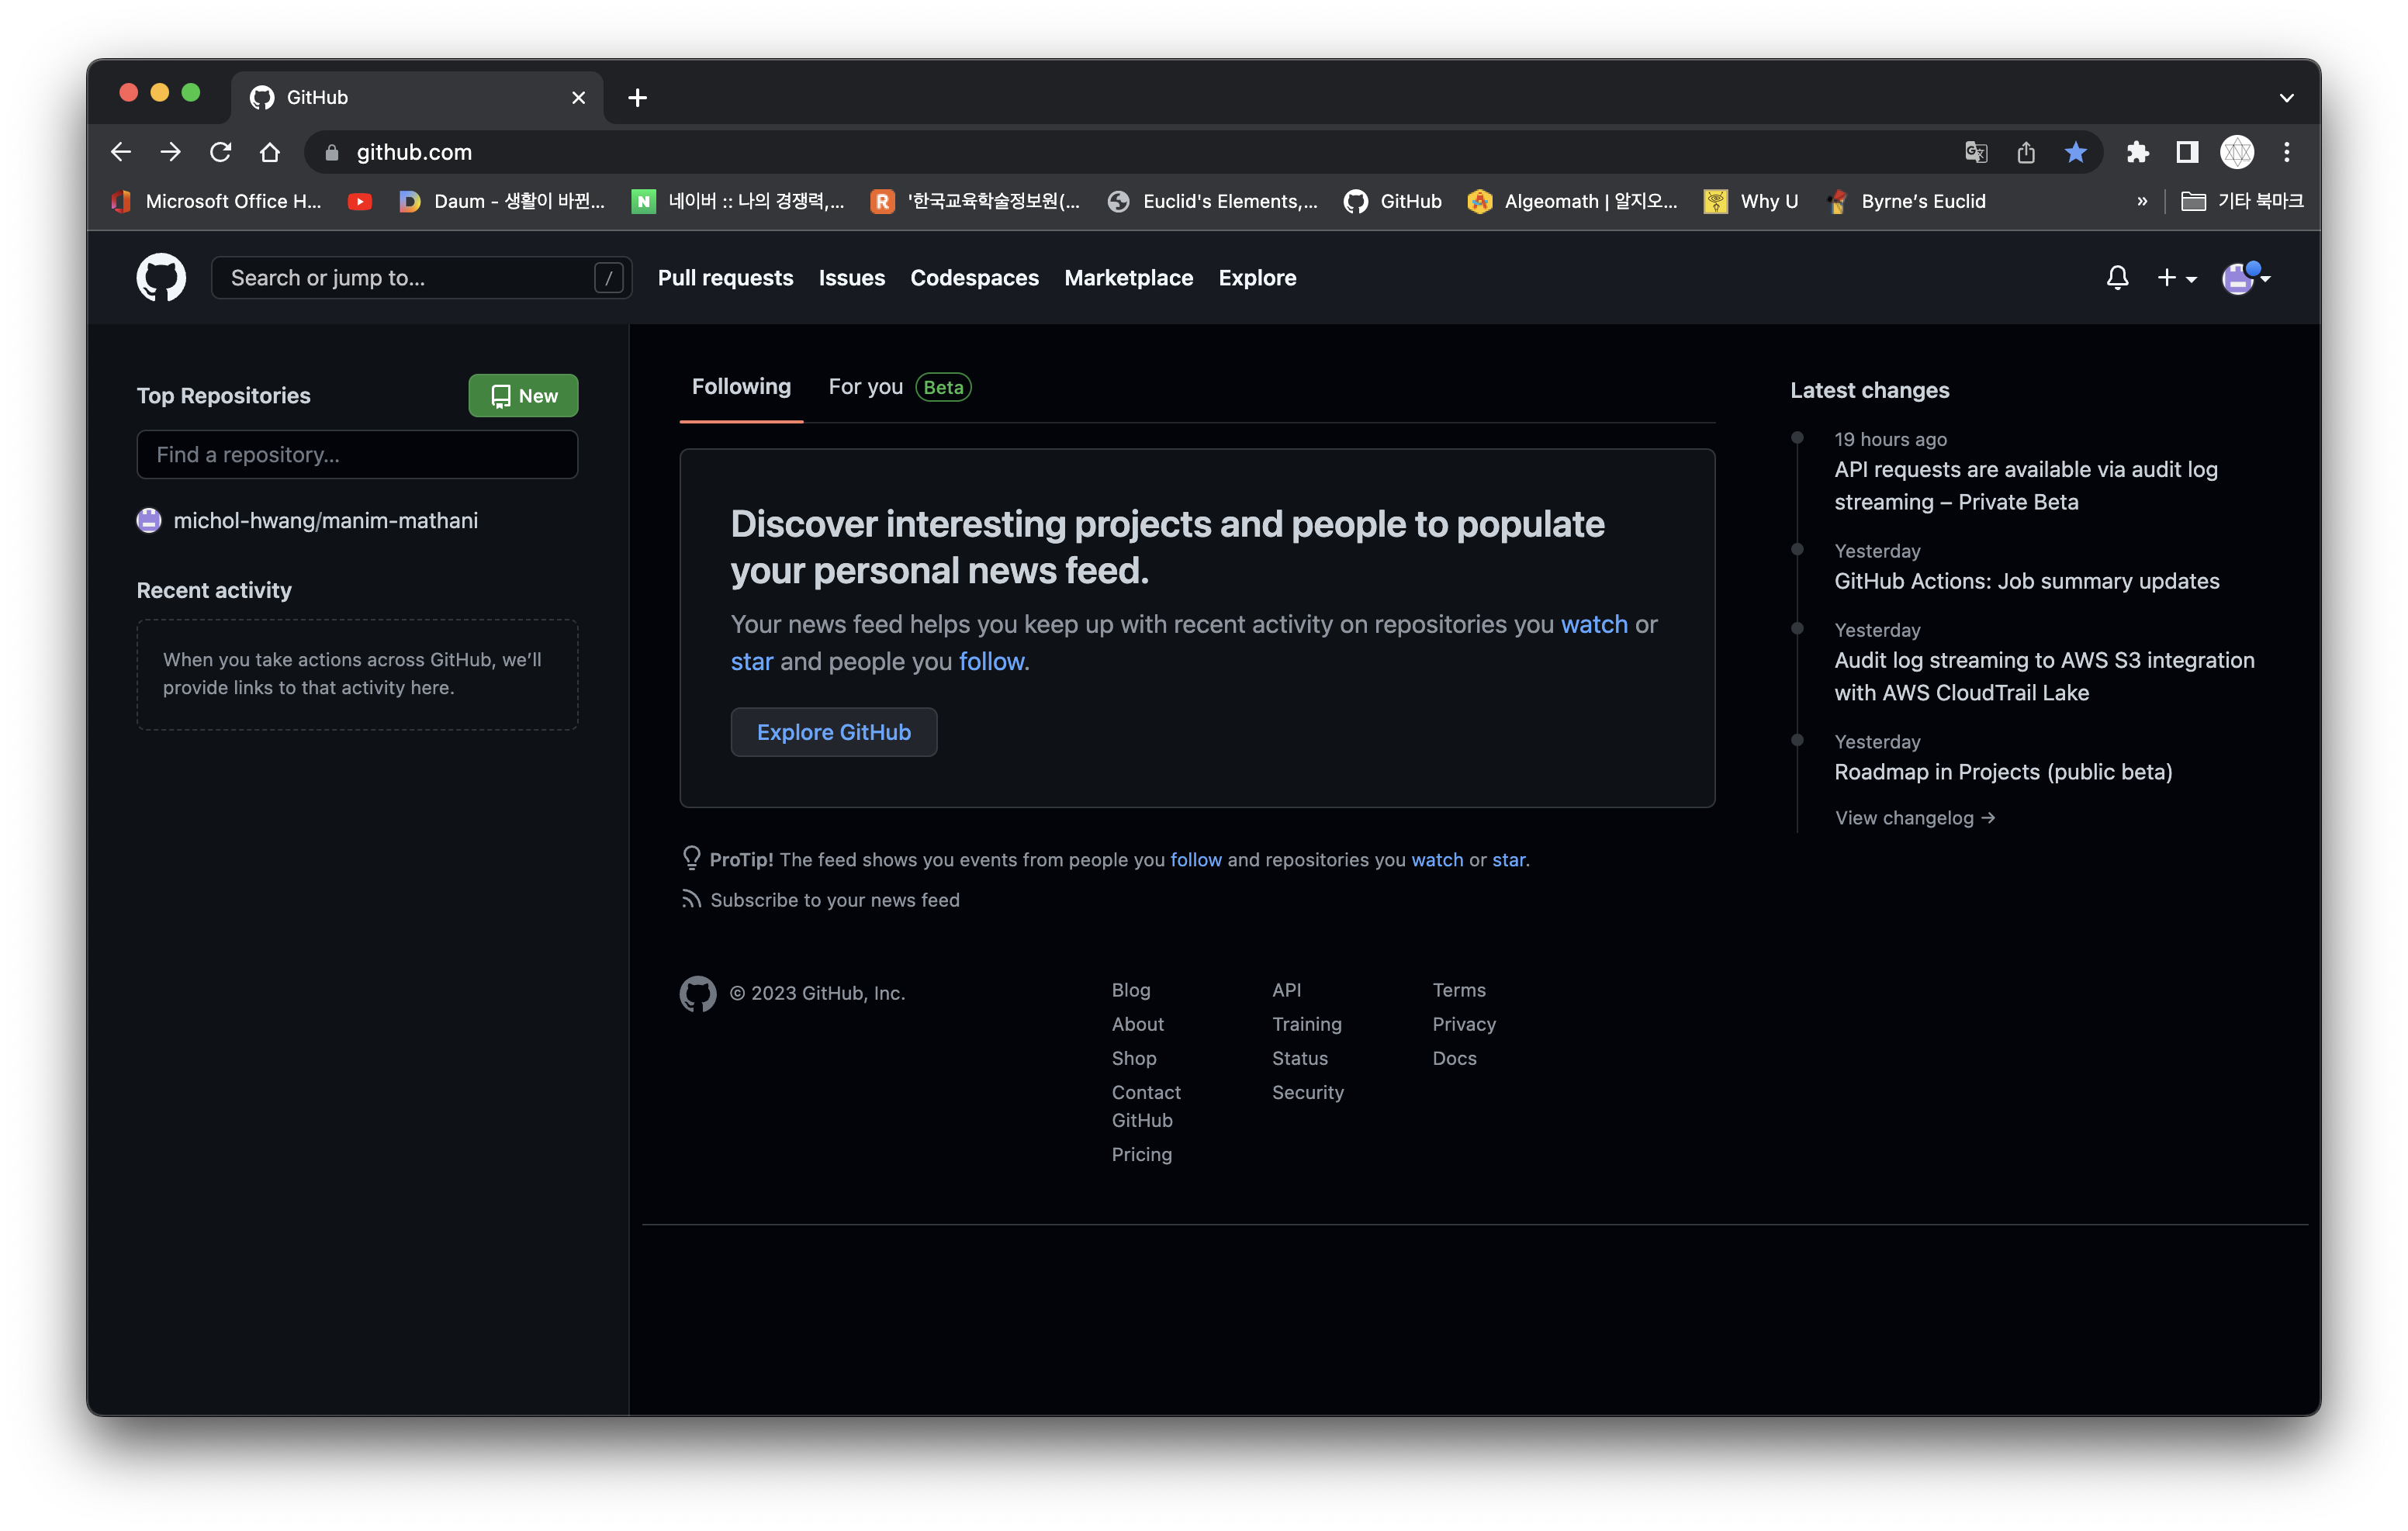 GitHub
github.com
Microsoft Office H...
Daum - 생활이 바뀐...
네이버 :: 나의 경쟁력,...
'한국교육학술정보원(...
Euclid's Elements,...
GitHub
Algeomath | 알지오...
Why U
Byrne's Euclid
»
기타 북마크
Search or jump to...
/
Pull requests
Issues
Codespaces
Marketplace
Explore
Top Repositories
New
Find a repository...
michol-hwang/manim-mathani
Recent activity
When you take actions across GitHub, we'll
provide links to that activity here.
Following
For you
Beta
Discover interesting projects and people to populate
your personal news feed.
Your news feed helps you keep up with recent activity on repositories you watch or
star and people you follow.
Explore GitHub
ProTip! The feed shows you events from people you follow and repositories you watch or star.
Subscribe to your news feed
© 2023 GitHub, Inc.
Blog
About
Shop
Contact
GitHub
Pricing
API
Training
Status
Security
Terms
Privacy
Docs
Latest changes
19 hours ago
API requests are available via audit log
streaming – Private Beta
Yesterday
GitHub Actions: Job summary updates
Yesterday
Audit log streaming to AWS S3 integration
with AWS CloudTrail Lake
Yesterday
Roadmap in Projects (public beta)
View changelog →